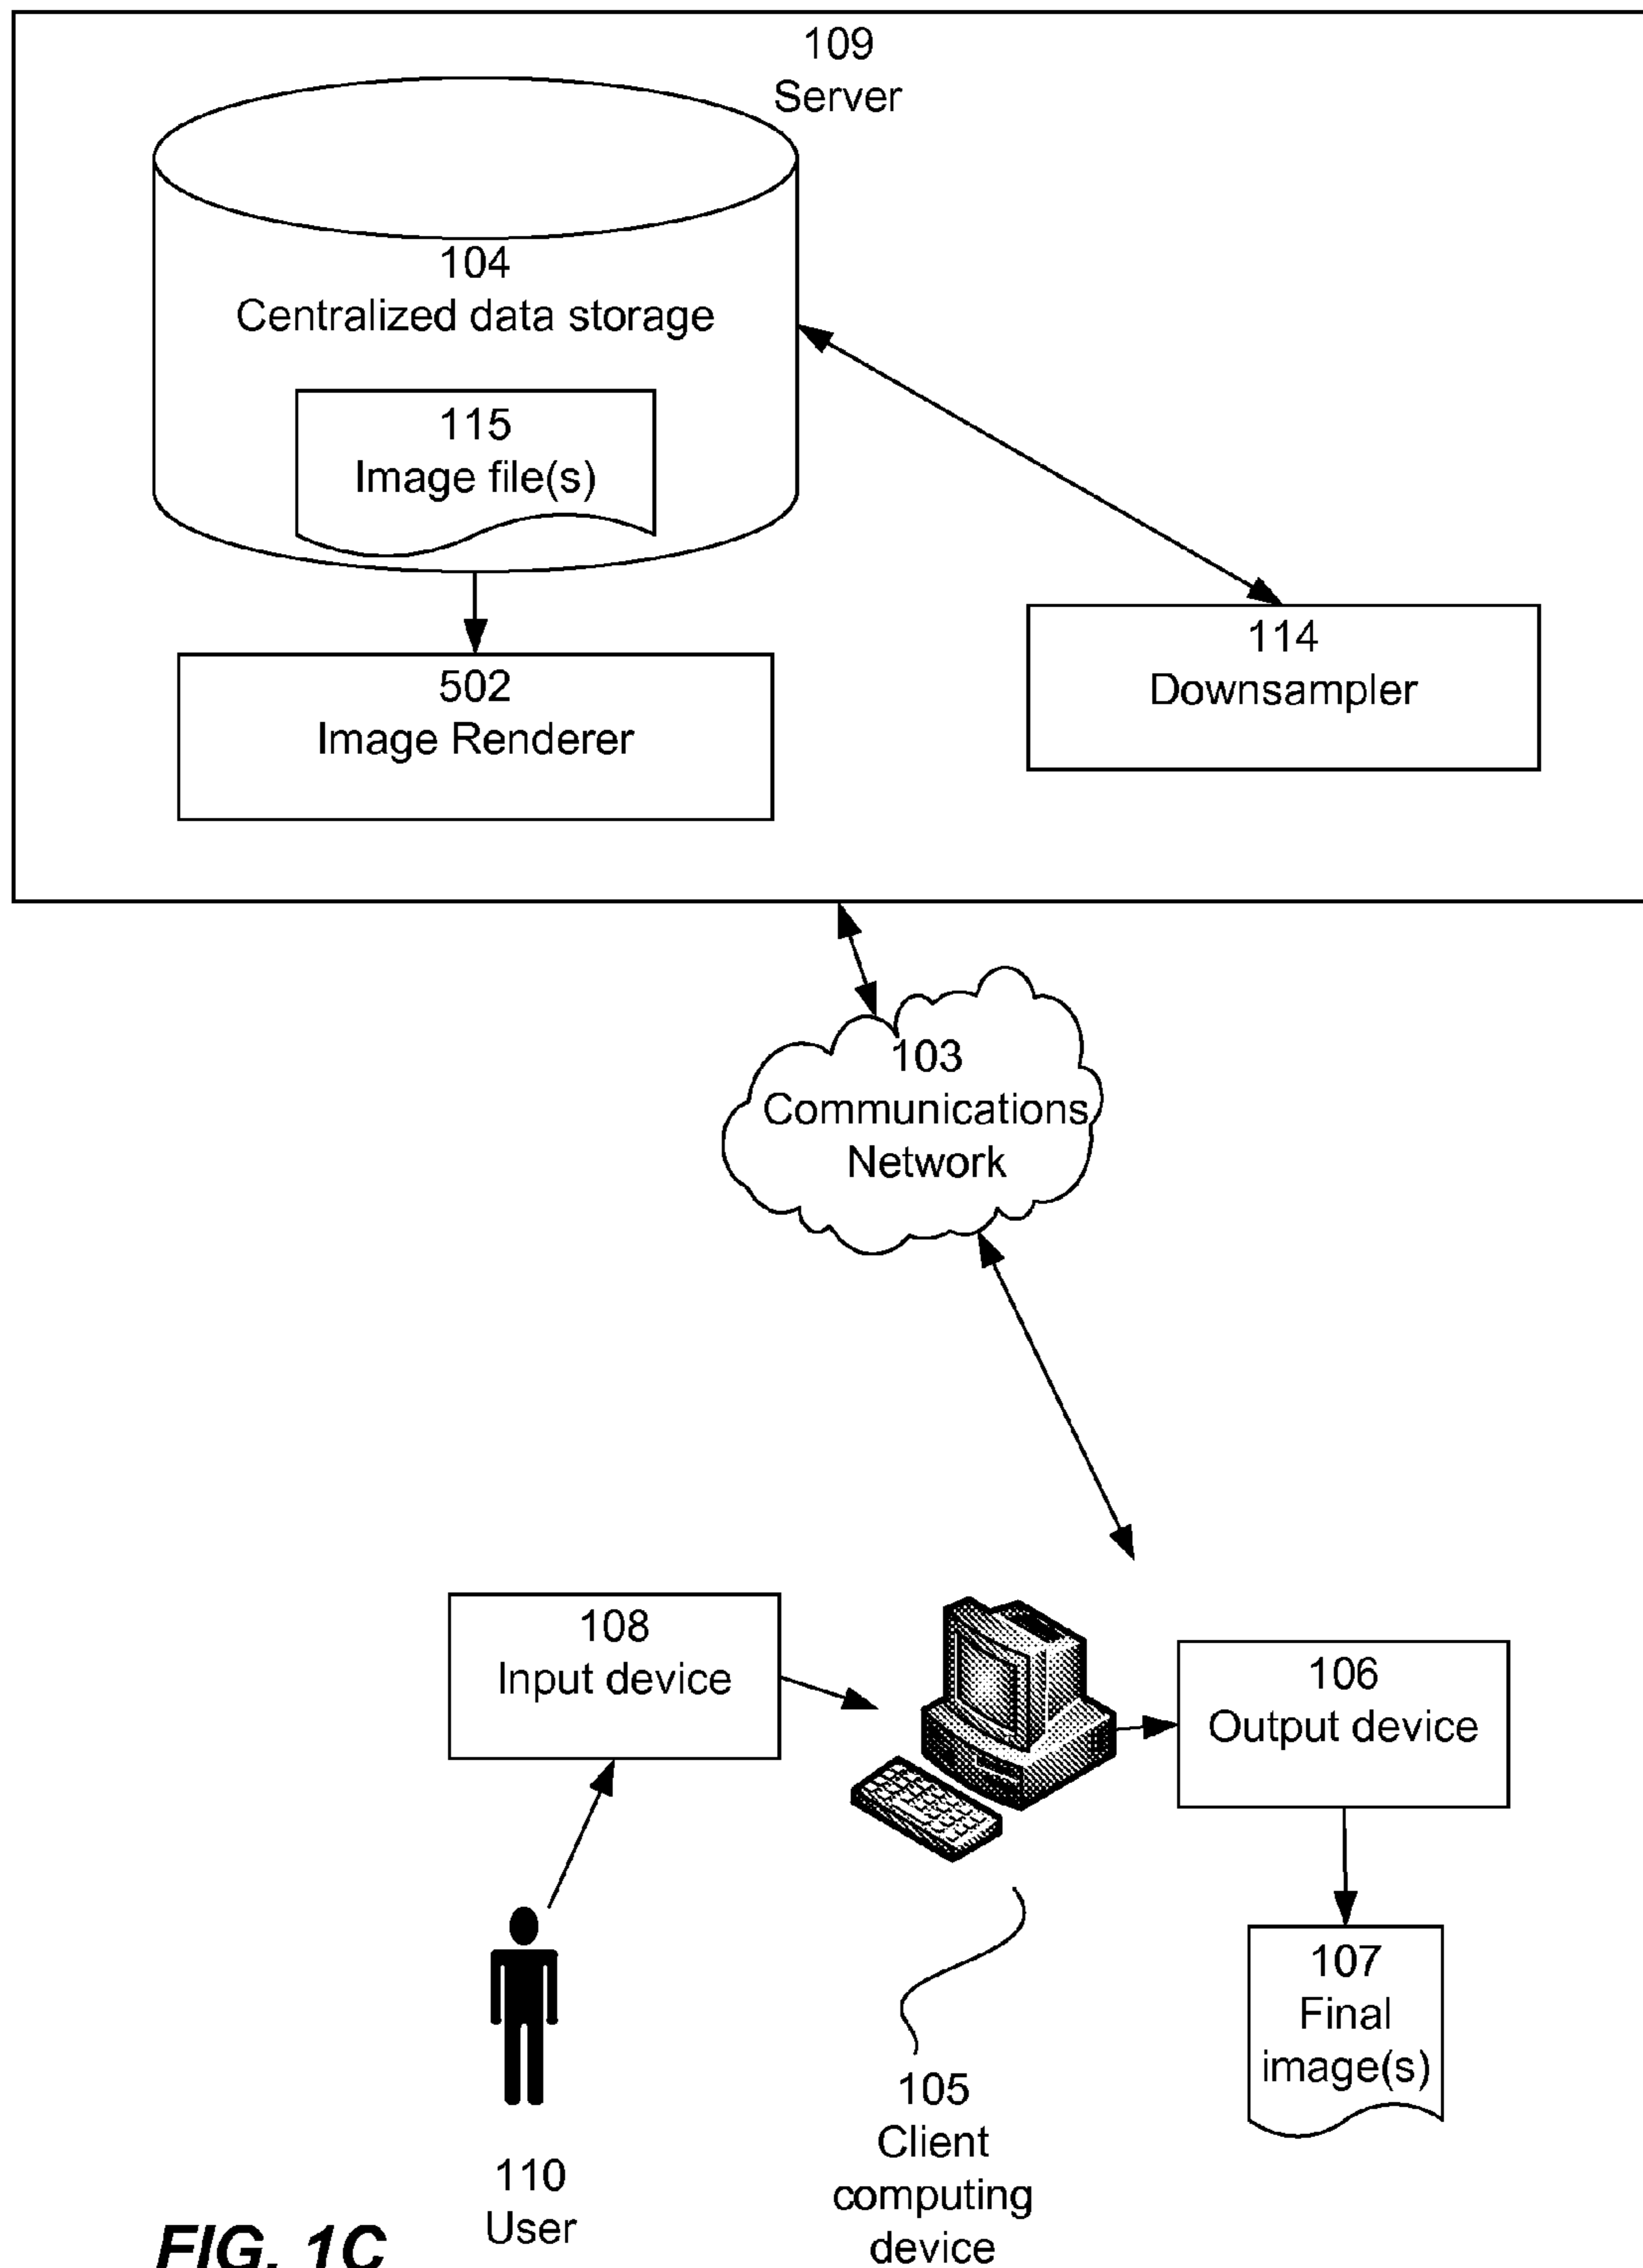 109
Server
104
Centralized data storage
115
Image file(s)
502
Image Renderer
114
Downsampler
103
Communications
Network
108
Input device
106
Output device
107
Final
image(s)
105
Client
computing
device
110
User
FIG. 1C